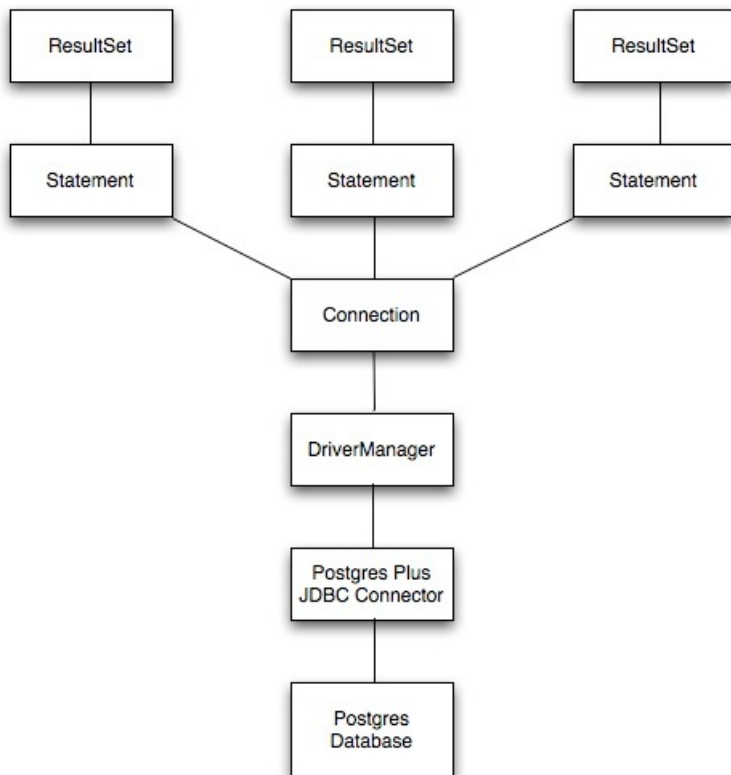 ResultSet
ResultSet
ResultSet
Statement
Statement
Statement
Connection
DriverManager
Postgres Plus
JDBC Connector
Postgres
Database